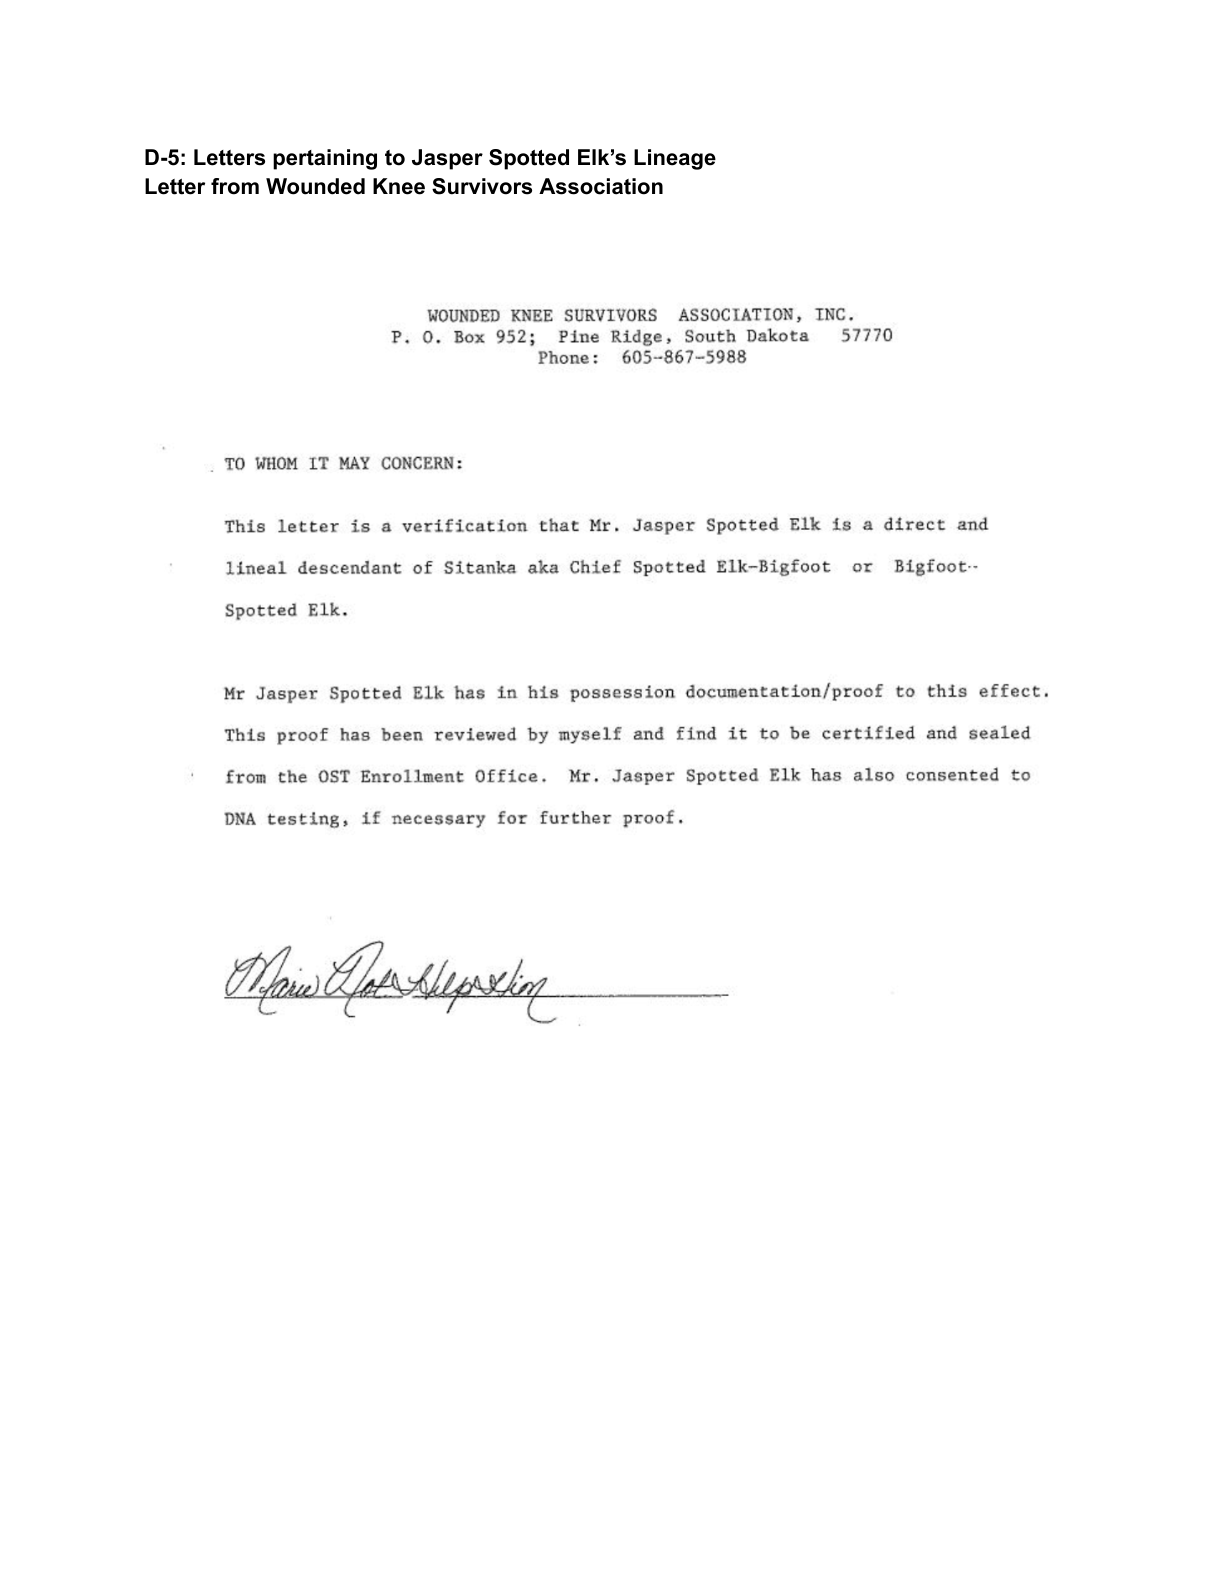 D-5: Letters pertaining to Jasper Spotted Elk’s Lineage
Letter from Wounded Knee Survivors Association
WOUNDED KNEE SURVIVORS ASSOCIATION, INC.
P. O. Box 952; Pine Ridge, South Dakota 57770
Phone: 605--867-5988
TO WHOM IT MAY CONCERN:
This letter is a verification that Mr. Jasper Spotted Elk is a direct and
lineal descendant of Sitanka aka Chief Spotted Elk-Bigfoot or Bigfoot--
Spotted Elk.
Mr Jasper Spotted Elk has in his possession documentation/proof to this effect.
This proof has been reviewed by myself and find it to be certified and sealed
from the OST Enrollment Office. Mr. Jasper Spotted Elk has also consented to
DNA testing, if necessary for further proof.
Marie Not Help Him